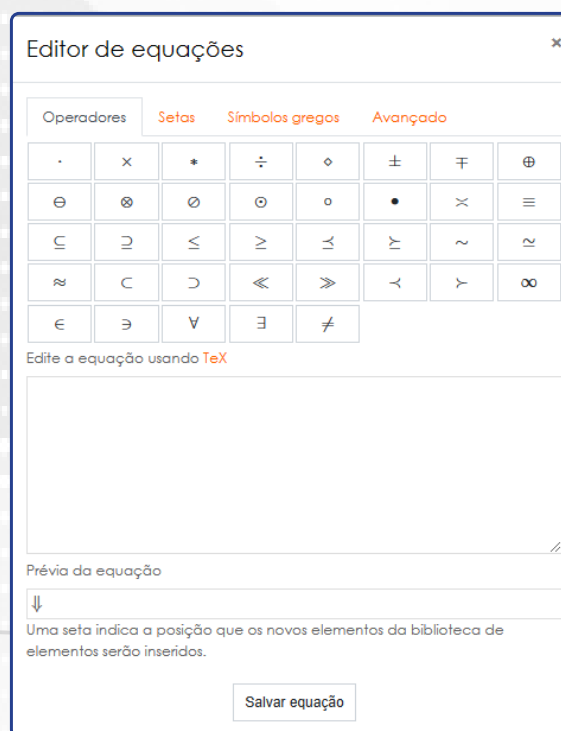 Editor de equações ×
Operadores Setas Símbolos gregos Avançado
· × * ÷ ⋄ ± ∓ ⊕
⊖ ⊗ ⊘ ⊙ ∘ • ≍ ≡
⊆ ⊇ ≤ ≥ ⪯ ⪰ ∼ ≃
≈ ⊂ ⊃ ≪ ≫ ≺ ≻ ∞
∈ ∋ ∀ ∃ ≠
Edite a equação usando TeX
Prévia da equação
⇓
Uma seta indica a posição que os novos elementos da biblioteca de
elementos serão inseridos.
Salvar equação